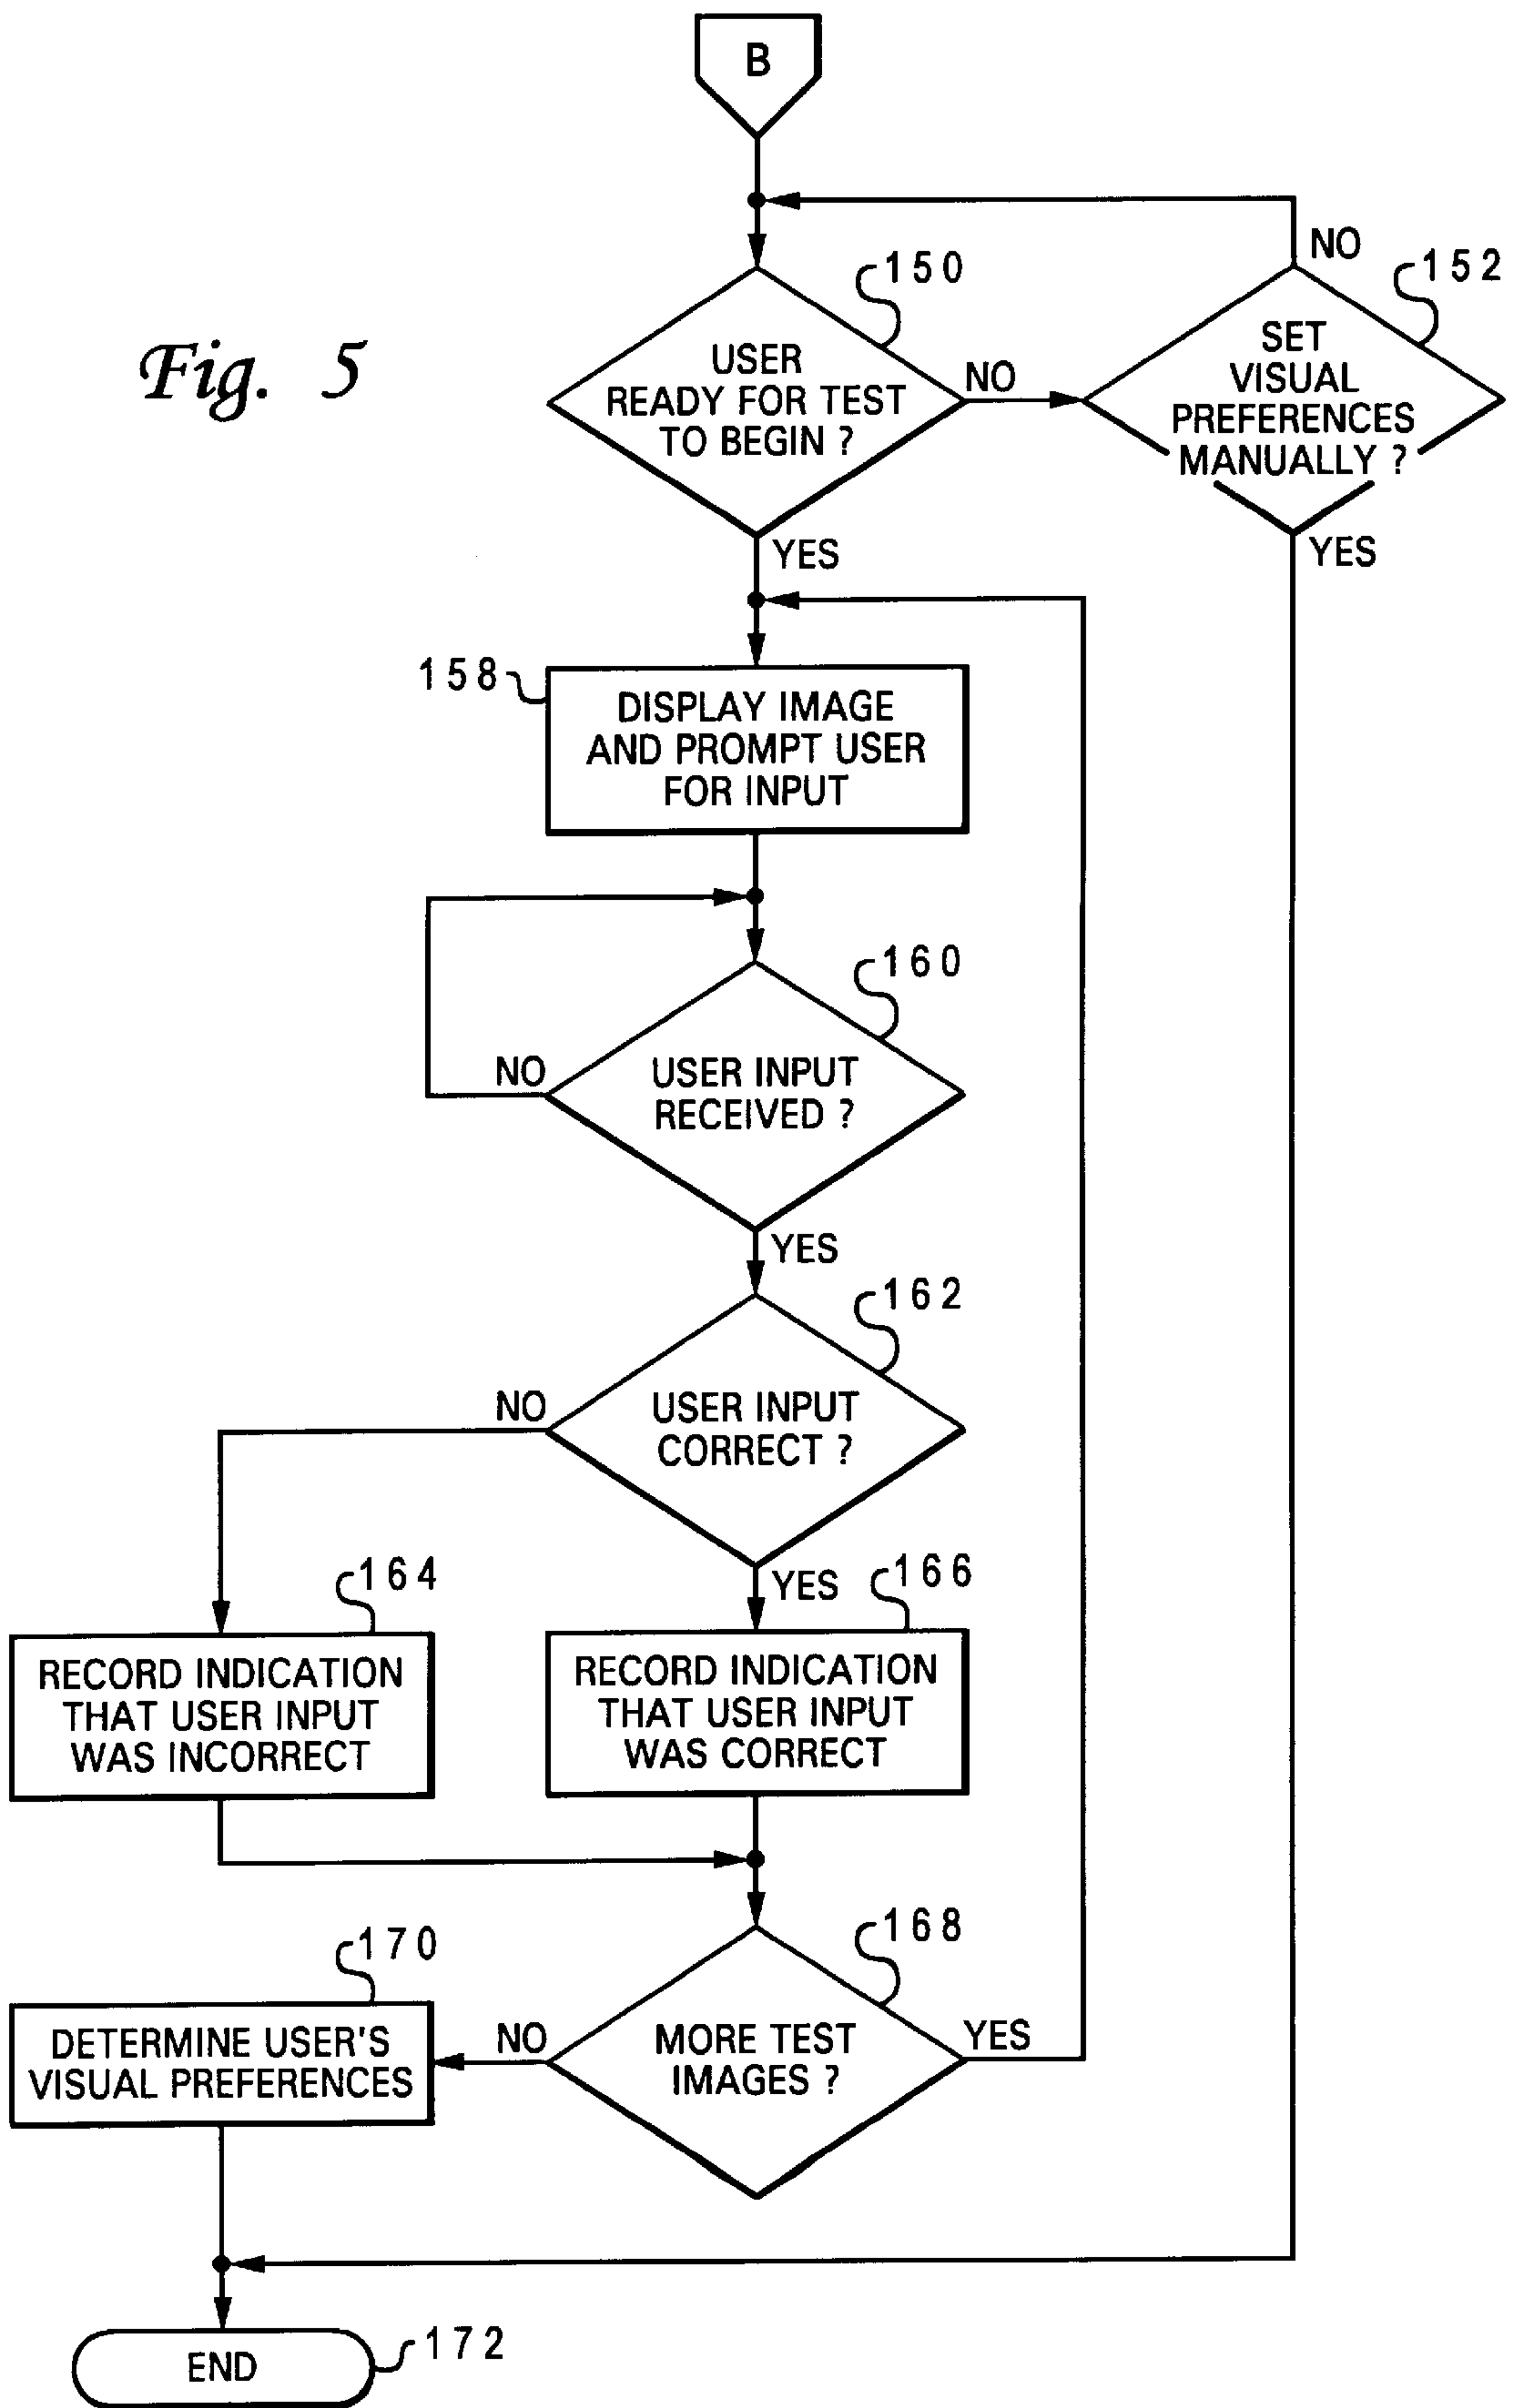 B
NO
150
152
Fig. 5
USER
READY FOR TEST
TO BEGIN ?
NO
SET
VISUAL
PREFERENCES
MANUALLY ?
YES
YES
158
DISPLAY IMAGE
AND PROMPT USER
FOR INPUT
160
NO
USER INPUT
RECEIVED ?
YES
162
NO
USER INPUT
CORRECT ?
YES
164
166
RECORD INDICATION
THAT USER INPUT
WAS INCORRECT
RECORD INDICATION
THAT USER INPUT
WAS CORRECT
168
170
DETERMINE USER'S
VISUAL PREFERENCES
NO
MORE TEST
IMAGES ?
YES
END
172